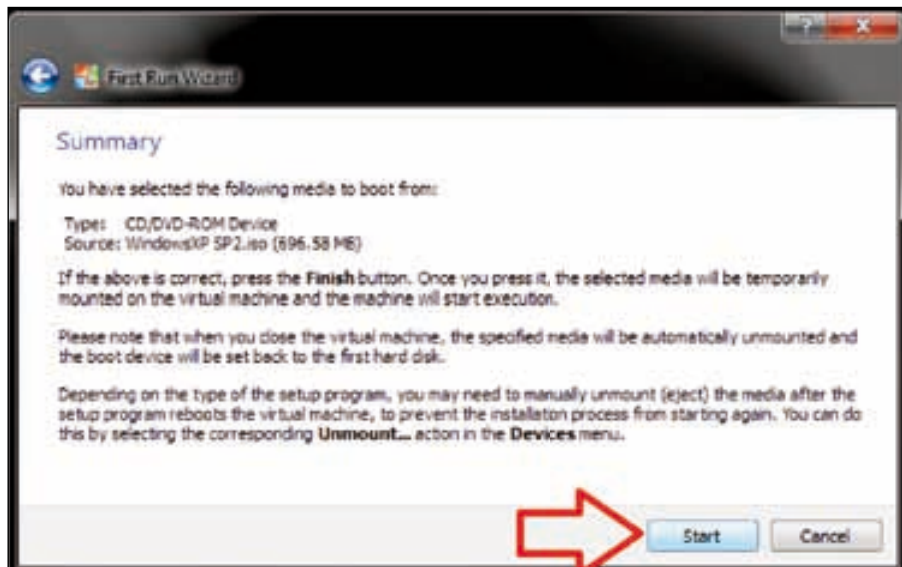 First Run Wizard
Summary
You have selected the following media to boot from:
Type: CD/DVD-ROM Device
Source: WindowsXP SP2.iso (696.58 MB)
If the above is correct, press the Finish button. Once you press it, the selected media will be temporarily
mounted on the virtual machine and the machine will start execution.
Please note that when you close the virtual machine, the specified media will be automatically unmounted and
the boot device will be set back to the first hard disk.
Depending on the type of the setup program, you may need to manually unmount (eject) the media after the
setup program reboots the virtual machine, to prevent the installation process from starting again. You can do
this by selecting the corresponding Unmount... action in the Devices menu.
Start
Cancel